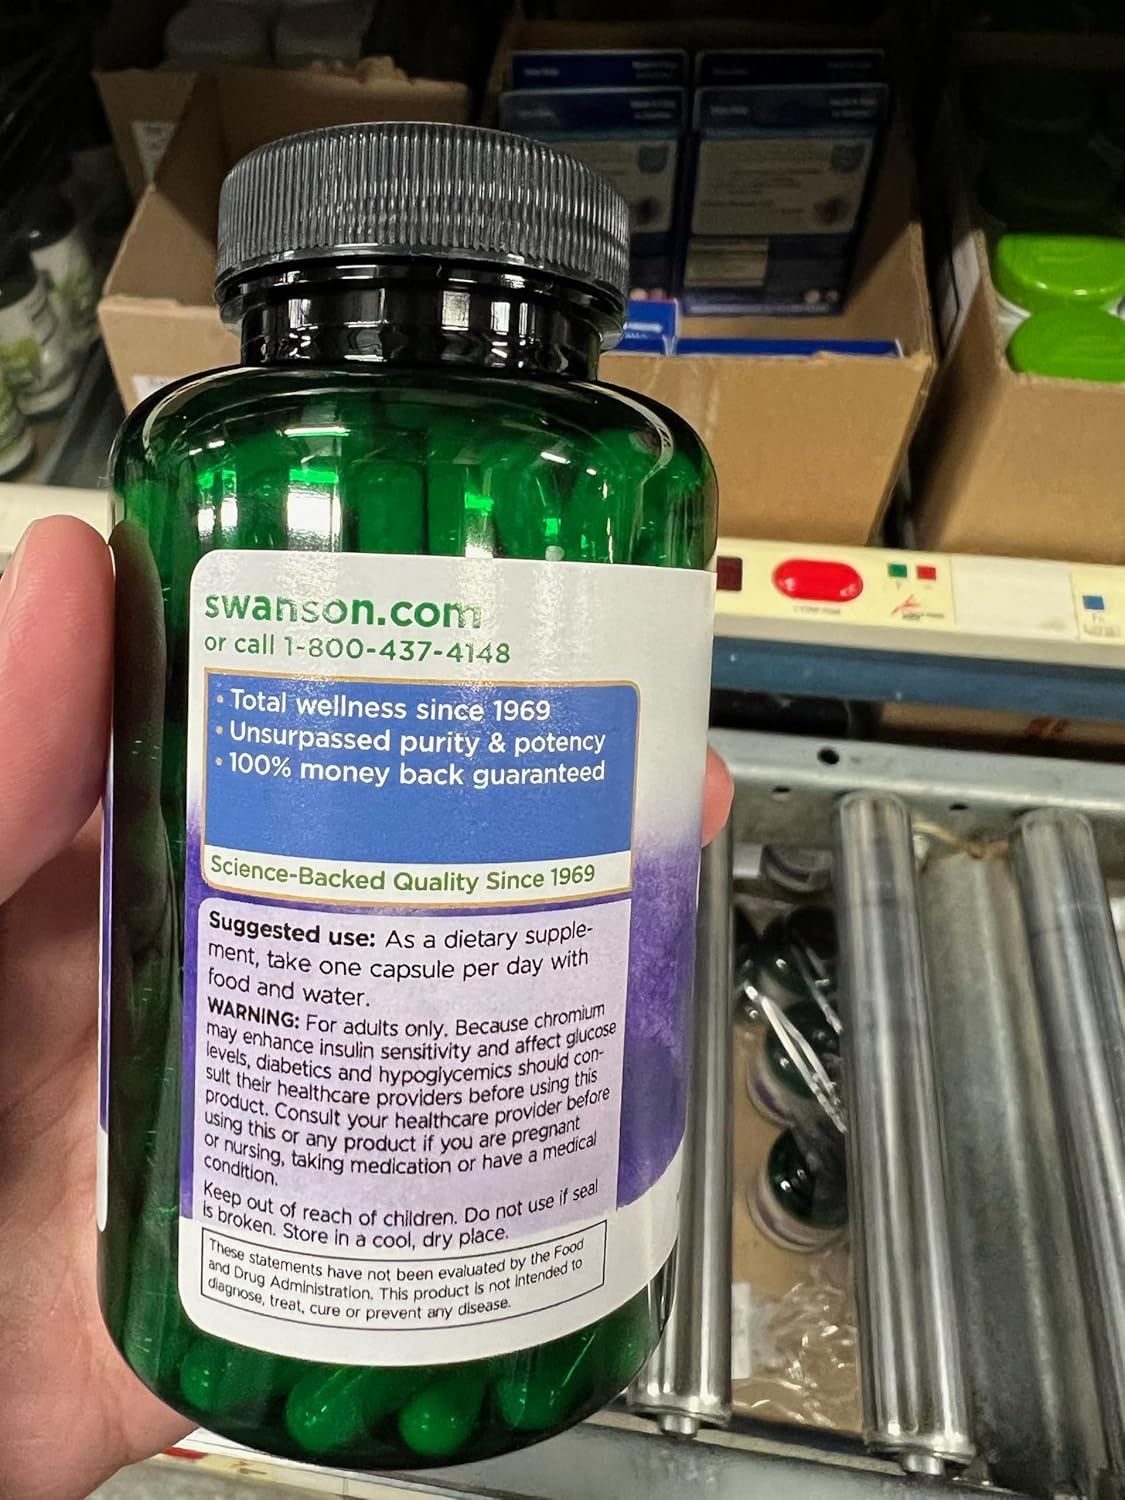 swanson.com
or call 1-800-437-4148
• Total wellness since 1969
• Unsurpassed purity & potency
• 100% money back guaranteed
Science-Backed Quality Since 1969
Suggested use: As a dietary supple-
ment, take one capsule per day with
food and water.
WARNING: For adults only. Because chromium
may enhance insulin sensitivity and affect glucose
levels, diabetics and hypoglycemics should con-
sult their healthcare providers before using this
product. Consult your healthcare provider before
using this or any product if you are pregnant
or nursing, taking medication or have a medical
condition.
Keep out of reach of children. Do not use if seal
is broken. Store in a cool, dry place.
These statements have not been evaluated by the Food
and Drug Administration. This product is not intended to
diagnose, treat, cure or prevent any disease.